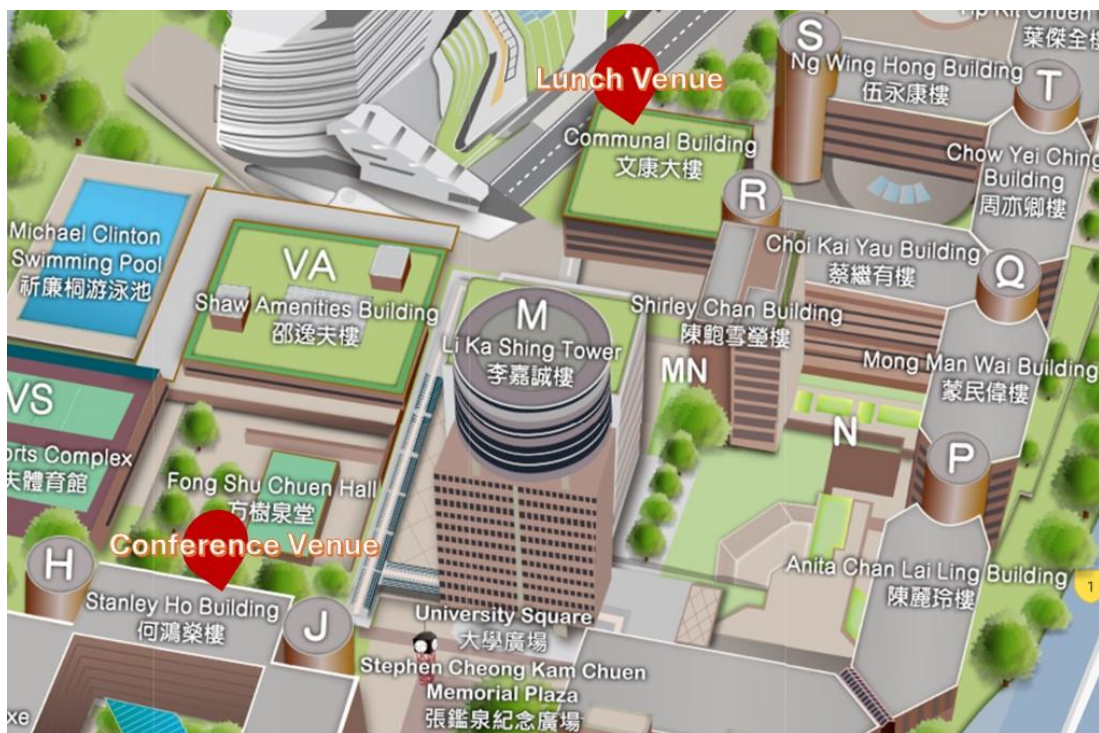 Lunch Venue
Communal Building
文康大樓
S
Ng Wing Hong Building
伍永康樓
葉傑全樓
T
Chow Yei Ching
Building
周亦卿樓
R
Choi Kai Yau Building
蔡繼有樓
Q
Michael Clinton
Swimming Pool
祈廉桐游泳池
VA
Shaw Amenities Building
邵逸夫樓
M
Li Ka Shing Tower
李嘉誠樓
Shirley Chan Building
陳鮑雪瑩樓
MN
Mong Man Wai Building
蒙民偉樓
N
P
VS
orts Complex
夫體育館
Fong Shu Chuen Hall
方樹泉堂
Conference Venue
H
Stanley Ho Building
何鴻燊樓
J
Anita Chan Lai Ling Building
陳麗玲樓
1
University Square
大學廣場
Stephen Cheong Kam Chuen
Memorial Plaza
張鑑泉紀念廣場